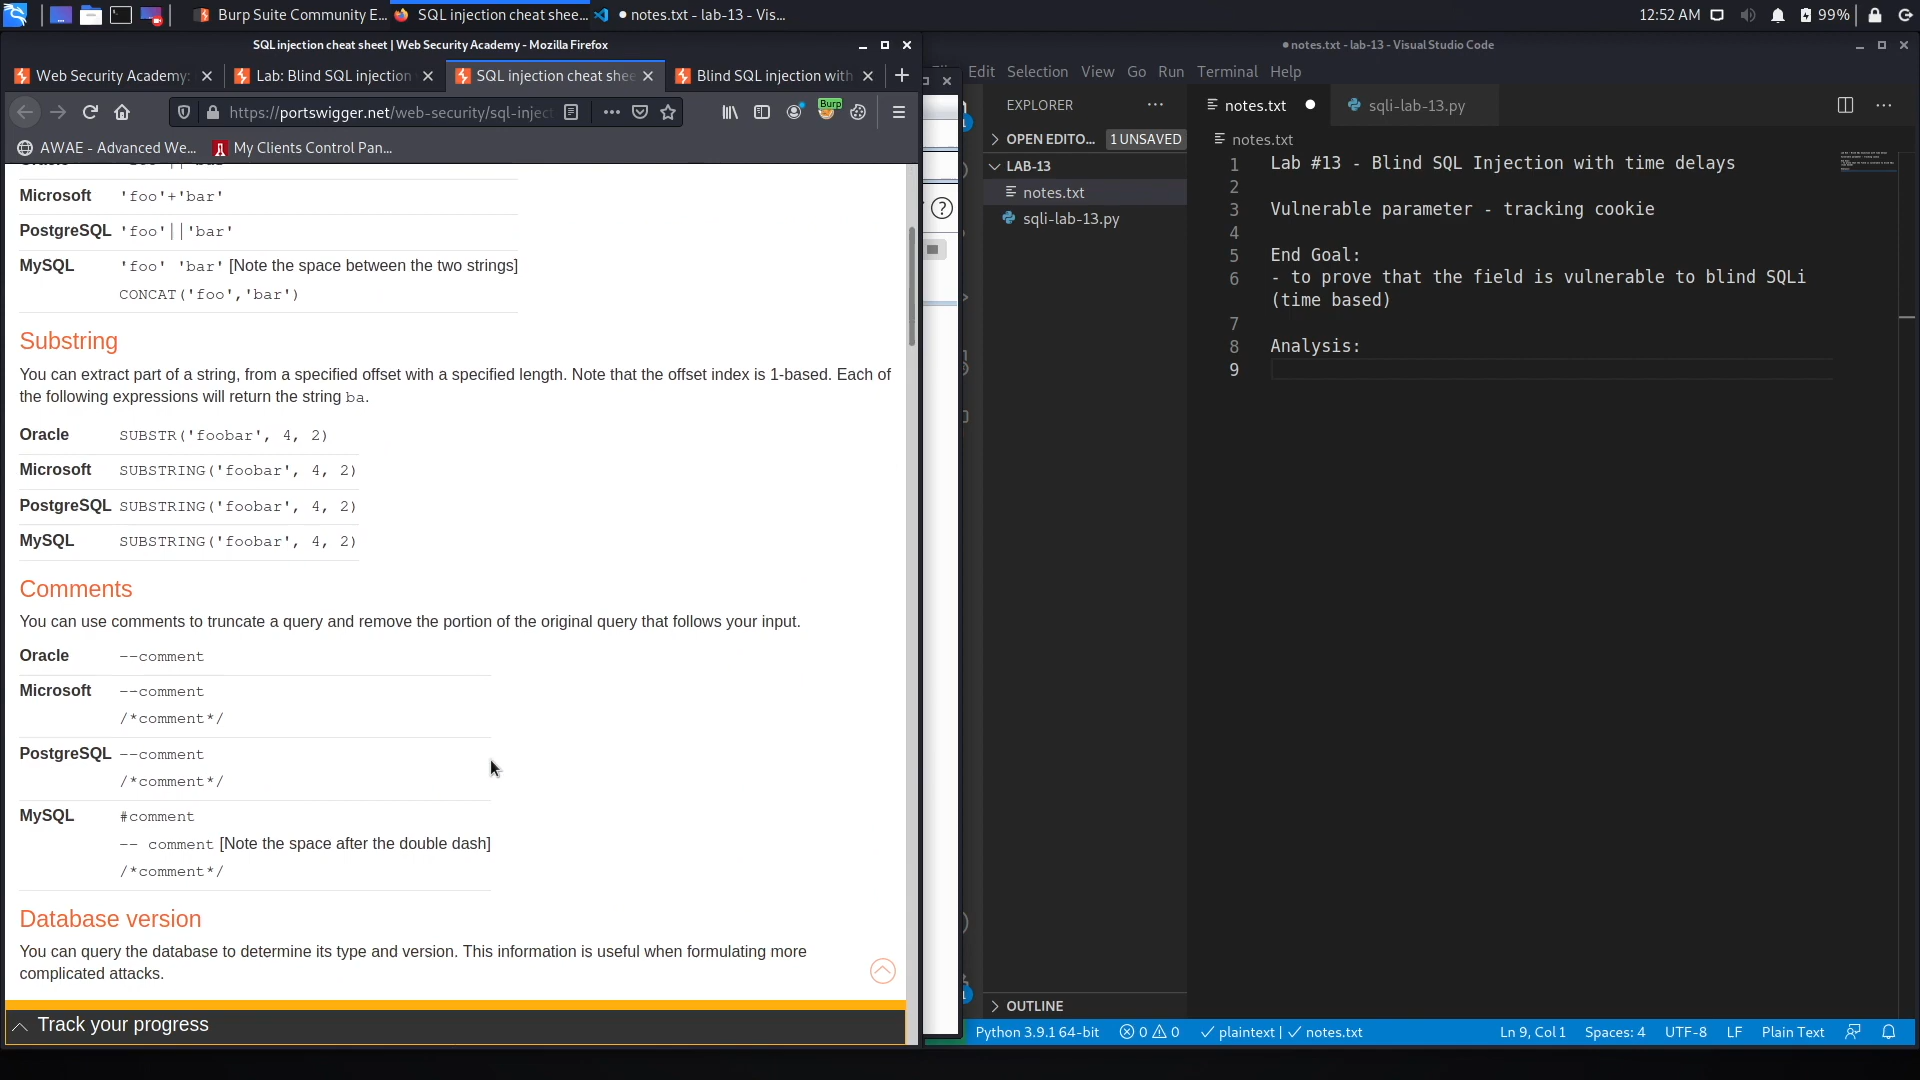 Burp Suite Community E...
SQL injection cheat shee...
● notes.txt - lab-13 - Vis...
12:52 AM
99%
SQL injection cheat sheet | Web Security Academy - Mozilla Firefox
● notes.txt - lab-13 - Visual Studio Code
Web Security Academy:
Lab: Blind SQL injection
SQL injection cheat shee
Blind SQL injection with
Edit Selection View Go Run Terminal Help
https://portswigger.net/web-security/sql-inject
Burp
AWAE - Advanced We...
My Clients Control Pan...
Microsoft 'foo'+'bar'
PostgreSQL 'foo'||'bar'
MySQL 'foo' 'bar' [Note the space between the two strings]
CONCAT('foo','bar')
Substring
You can extract part of a string, from a specified offset with a specified length. Note that the offset index is 1-based. Each of
the following expressions will return the string ba.
Oracle SUBSTR('foobar', 4, 2)
Microsoft SUBSTRING('foobar', 4, 2)
PostgreSQL SUBSTRING('foobar', 4, 2)
MySQL SUBSTRING('foobar', 4, 2)
Comments
You can use comments to truncate a query and remove the portion of the original query that follows your input.
Oracle --comment
Microsoft --comment
/*comment*/
PostgreSQL --comment
/*comment*/
MySQL #comment
-- comment [Note the space after the double dash]
/*comment*/
Database version
You can query the database to determine its type and version. This information is useful when formulating more
complicated attacks.
Track your progress
EXPLORER
OPEN EDITO... 1 UNSAVED
LAB-13
notes.txt
sqli-lab-13.py
OUTLINE
notes.txt ●
sqli-lab-13.py
notes.txt
1 Lab #13 - Blind SQL Injection with time delays
2
3 Vulnerable parameter - tracking cookie
4
5 End Goal:
6 - to prove that the field is vulnerable to blind SQLi
(time based)
7
8 Analysis:
9
Python 3.9.1 64-bit
0 0
✓ plaintext | ✓ notes.txt
Ln 9, Col 1
Spaces: 4
UTF-8
LF
Plain Text